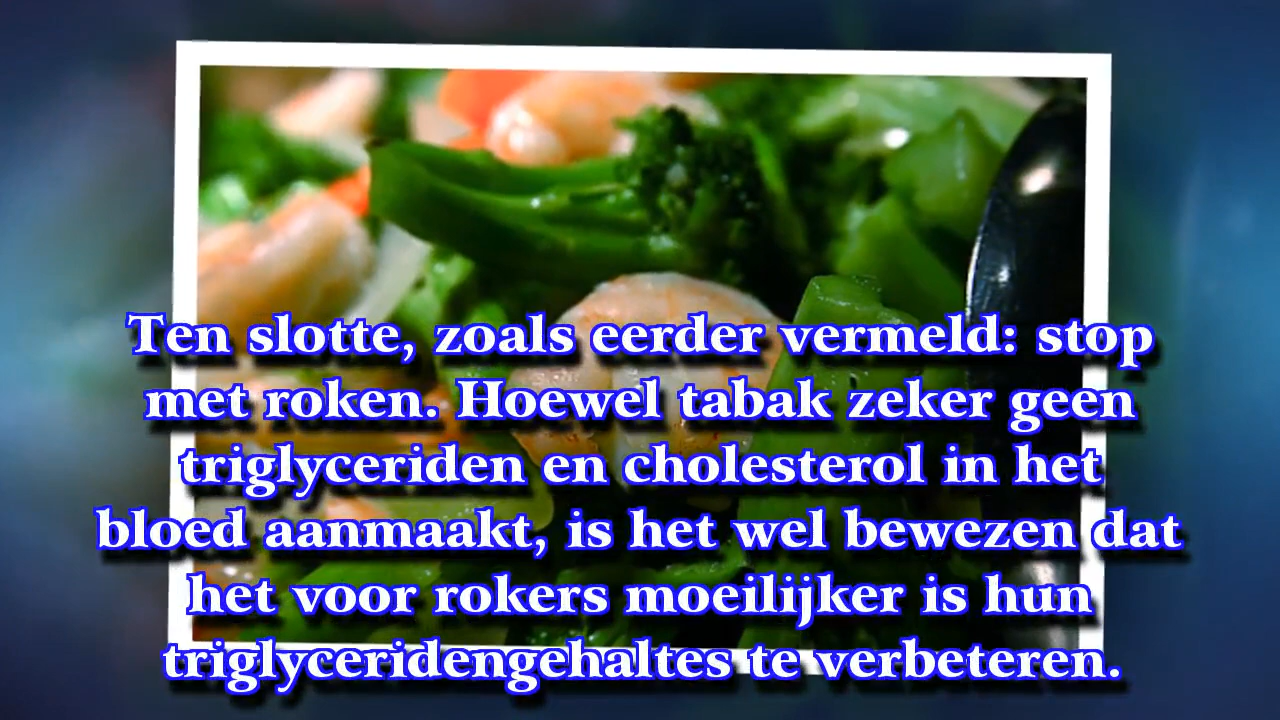 Ten slotte, zoals eerder vermeld: stop
met roken. Hoewel tabak zeker geen
triglyceriden en cholesterol in het
bloed aanmaakt, is het wel bewezen dat
het voor rokers moeilijker is hun
triglyceridengehaltes te verbeteren.